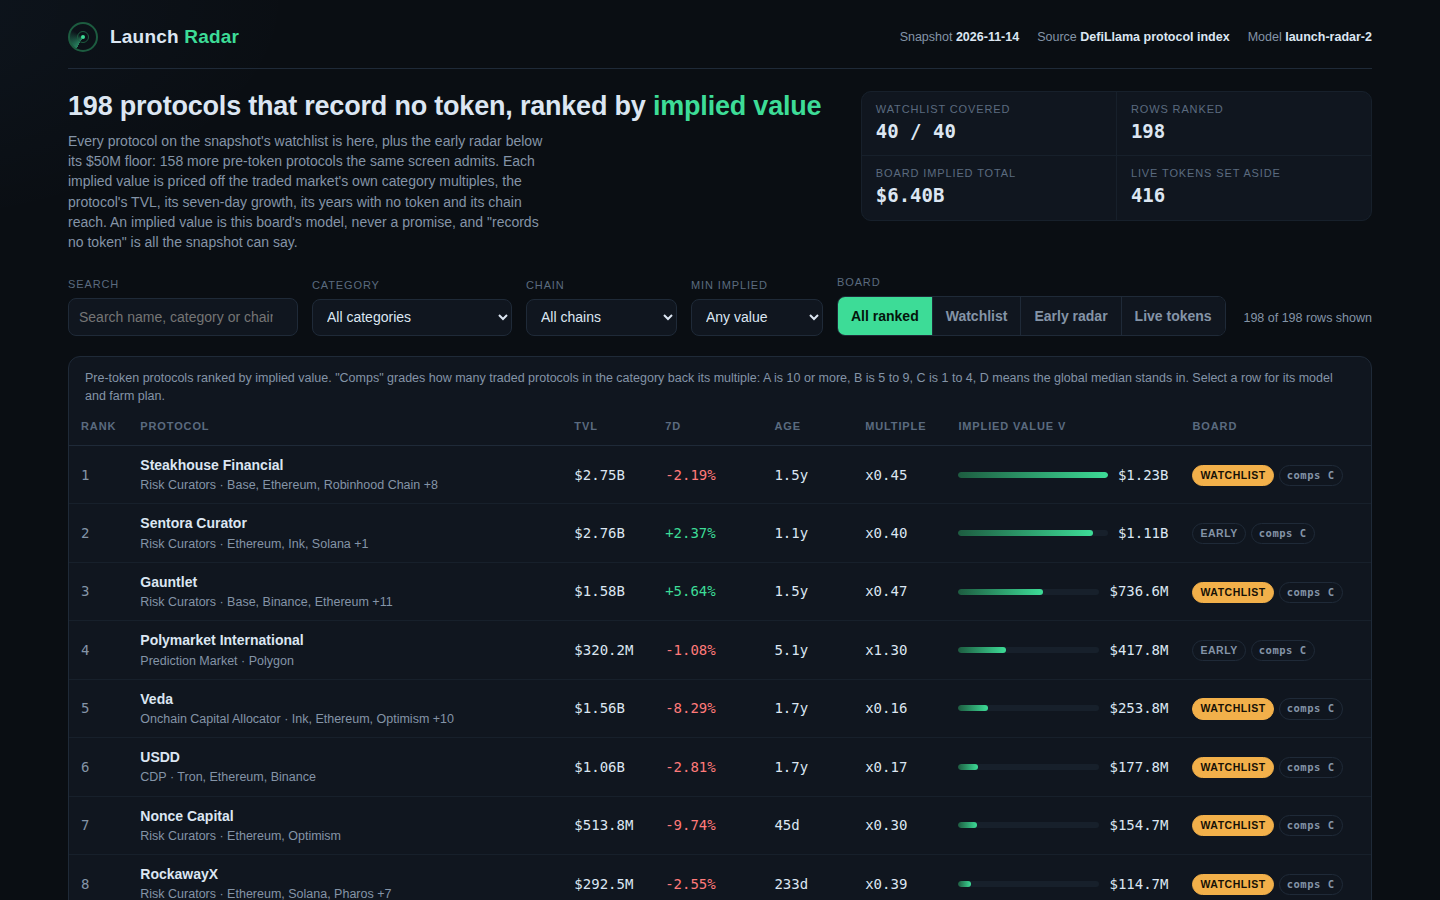 Launch Radar
Snapshot 2026-11-14 Source DefiLlama protocol index Model launch-radar-2
198 protocols that record no token, ranked by implied value
Every protocol on the snapshot's watchlist is here, plus the early radar below
its $50M floor: 158 more pre-token protocols the same screen admits. Each
implied value is priced off the traded market's own category multiples, the
protocol's TVL, its seven-day growth, its years with no token and its chain
reach. An implied value is this board's model, never a promise, and "records
no token" is all the snapshot can say.
WATCHLIST COVERED
40 / 40
ROWS RANKED
198
BOARD IMPLIED TOTAL
$6.40B
LIVE TOKENS SET ASIDE
416
SEARCH
Search name, category or chain
CATEGORY
All categories
CHAIN
All chains
MIN IMPLIED
Any value
BOARD
All ranked Watchlist Early radar Live tokens
198 of 198 rows shown
Pre-token protocols ranked by implied value. "Comps" grades how many traded protocols in the category back its multiple: A is 10 or more, B is 5 to 9, C is 1 to 4, D means the global median stands in. Select a row for its model
and farm plan.
RANK PROTOCOL TVL 7D AGE MULTIPLE IMPLIED VALUE V BOARD
1 Steakhouse Financial $2.75B -2.19% 1.5y x0.45 $1.23B WATCHLIST comps C
Risk Curators · Base, Ethereum, Robinhood Chain +8
2 Sentora Curator $2.76B +2.37% 1.1y x0.40 $1.11B EARLY comps C
Risk Curators · Ethereum, Ink, Solana +1
3 Gauntlet $1.58B +5.64% 1.5y x0.47 $736.6M WATCHLIST comps C
Risk Curators · Base, Binance, Ethereum +11
4 Polymarket International $320.2M -1.08% 5.1y x1.30 $417.8M EARLY comps C
Prediction Market · Polygon
5 Veda $1.56B -8.29% 1.7y x0.16 $253.8M WATCHLIST comps C
Onchain Capital Allocator · Ink, Ethereum, Optimism +10
6 USDD $1.06B -2.81% 1.7y x0.17 $177.8M WATCHLIST comps C
CDP · Tron, Ethereum, Binance
7 Nonce Capital $513.8M -9.74% 45d x0.30 $154.7M WATCHLIST comps C
Risk Curators · Ethereum, Optimism
8 RockawayX $292.5M -2.55% 233d x0.39 $114.7M WATCHLIST comps C
Risk Curators · Ethereum, Solana, Pharos +7